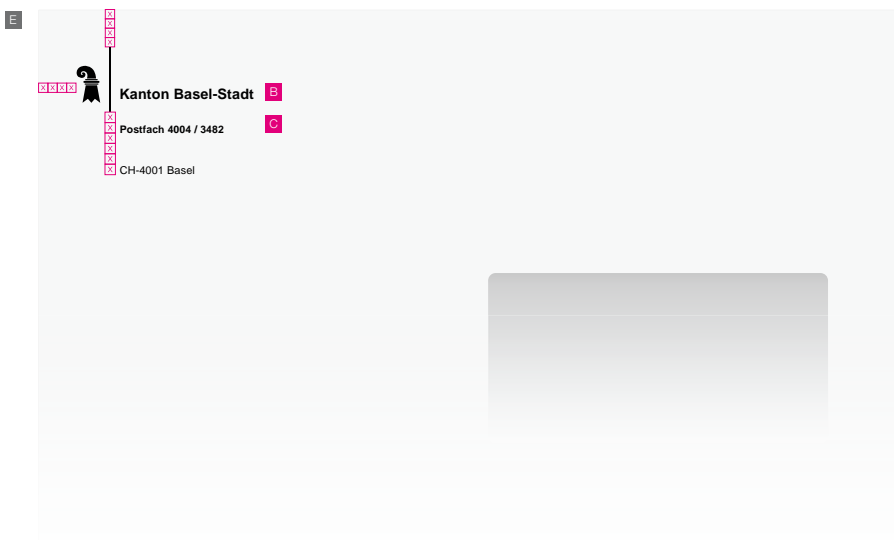 E
X
X
X
X
X X X X
Kanton Basel-Stadt B
X
X Postfach 4004 / 3482 C
X
X
X
X CH-4001 Basel